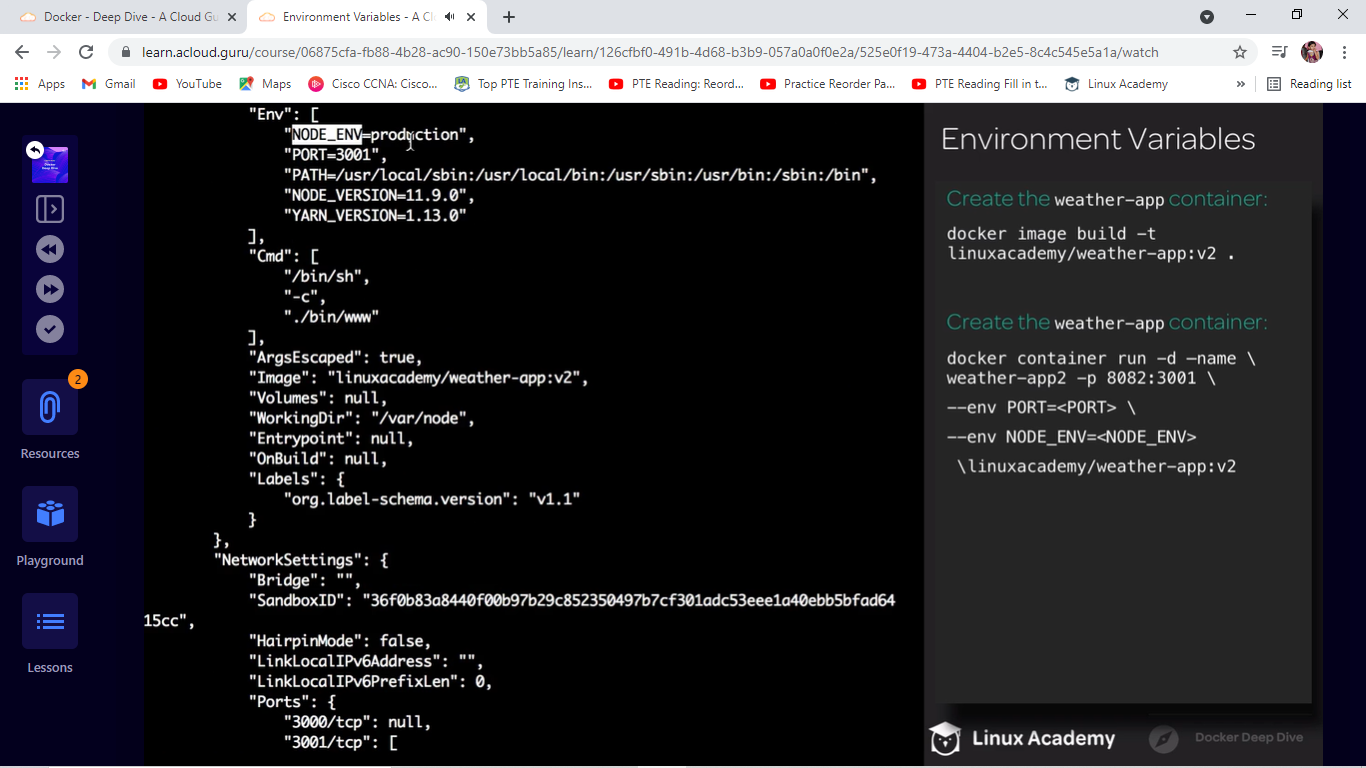 Docker - Deep Dive - A Cloud Gu
Environment Variables - A Cl
learn.acloud.guru/course/06875cfa-fb88-4b28-ac90-150e73bb5a85/learn/126cfbf0-491b-4d68-b3b9-057a0a0f0e2a/525e0f19-473a-4404-b2e5-8c4c545e5a1a/watch
Apps
Gmail
YouTube
Maps
Cisco CCNA: Cisco...
Top PTE Training Ins...
PTE Reading: Reord...
Practice Reorder Pa...
PTE Reading Fill in t...
Linux Academy
»
Reading list
2
Resources
Playground
Lessons
"Env": [
"NODE_ENV=production",
"PORT=3001",
"PATH=/usr/local/sbin:/usr/local/bin:/usr/sbin:/usr/bin:/sbin:/bin",
"NODE_VERSION=11.9.0",
"YARN_VERSION=1.13.0"
],
"Cmd": [
"/bin/sh",
"-c",
"./bin/www"
],
"ArgsEscaped": true,
"Image": "linuxacademy/weather-app:v2",
"Volumes": null,
"WorkingDir": "/var/node",
"Entrypoint": null,
"OnBuild": null,
"Labels": {
"org.label-schema.version": "v1.1"
}
},
"NetworkSettings": {
"Bridge": "",
"SandboxID": "36f0b83a8440f00b97b29c852350497b7cf301adc53eee1a40ebb5bfad64
15cc",
"HairpinMode": false,
"LinkLocalIPv6Address": "",
"LinkLocalIPv6PrefixLen": 0,
"Ports": {
"3000/tcp": null,
"3001/tcp": [
Environment Variables
Create the weather-app container:
docker image build -t
linuxacademy/weather-app:v2 .
Create the weather-app container:
docker container run -d –name \
weather-app2 -p 8082:3001 \
--env PORT=<PORT> \
--env NODE_ENV=<NODE_ENV>
\linuxacademy/weather-app:v2
Linux Academy
Docker Deep Dive